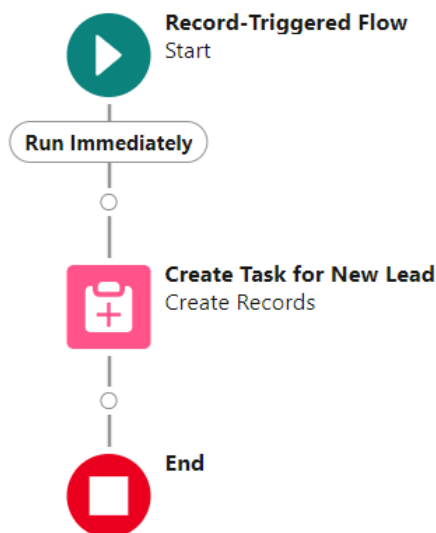 Record-Triggered Flow
Start
Run Immediately
Create Task for New Lead
Create Records
End